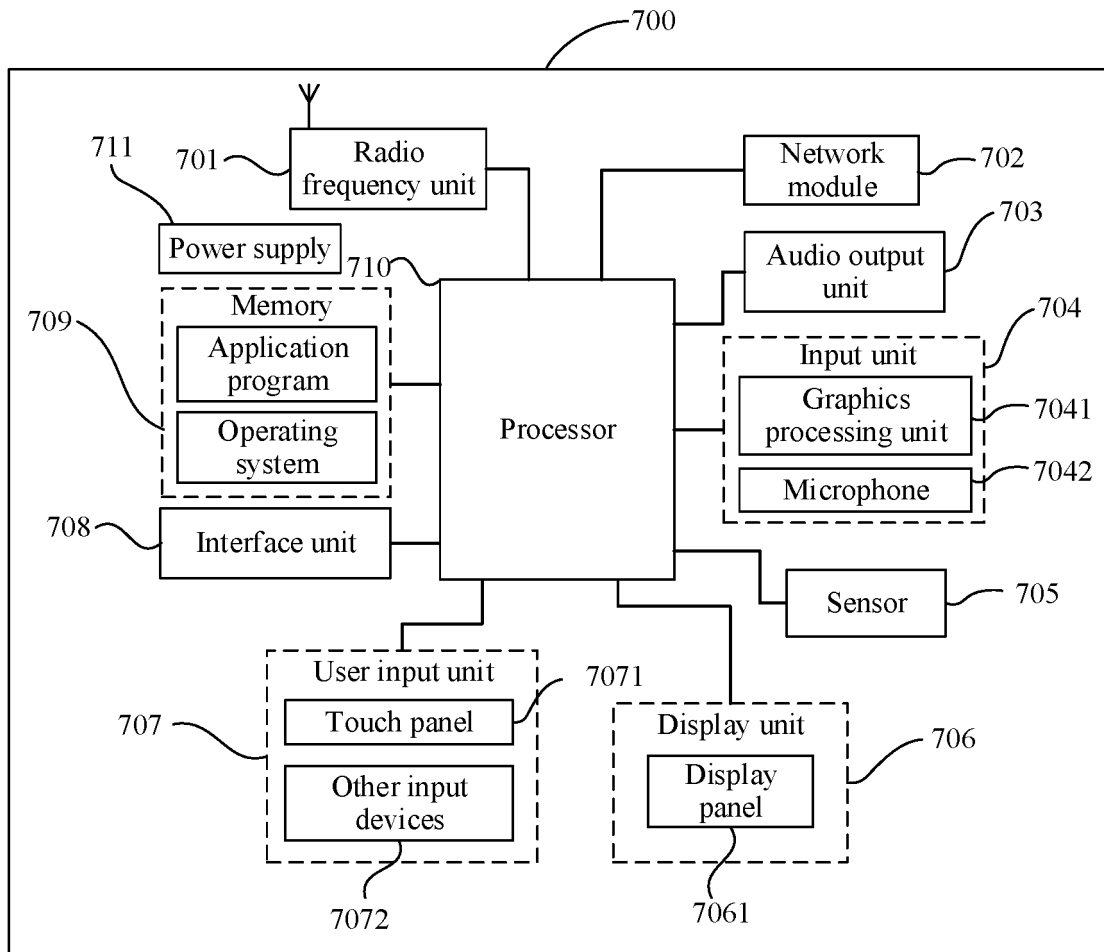 700
711
701
Radio
frequency unit
Network
module
702
703
Power supply
710
Audio output
unit
709
Memory
Application
program
Operating
system
704
Input unit
Graphics
processing unit
7041
7042
Microphone
Processor
708
Interface unit
Sensor
705
User input unit
7071
707
Touch panel
Other input
devices
7072
Display unit
706
Display
panel
7061